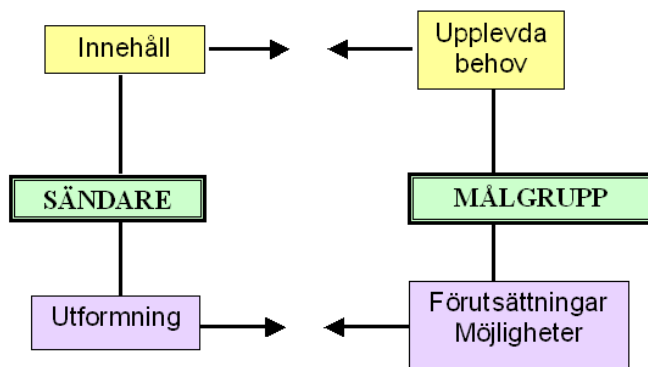 Innehåll
Upplevda
behov
SÄNDARE
MÅLGRUPP
Utformning
Förutsättningar
Möjligheter